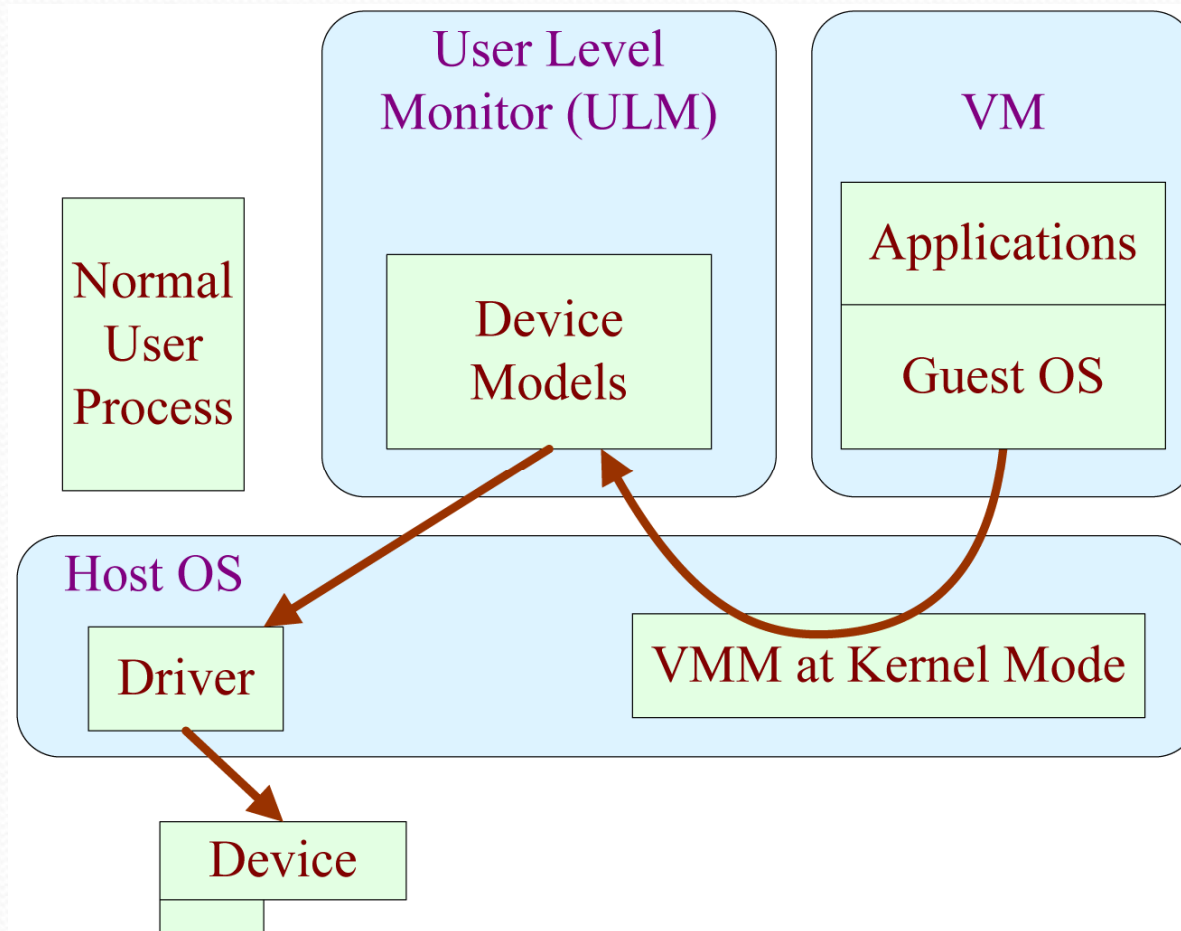 User Level
Monitor (ULM)
VM
Normal
User
Process
Device
Models
Applications
Guest OS
Host OS
Driver
VMM at Kernel Mode
Device